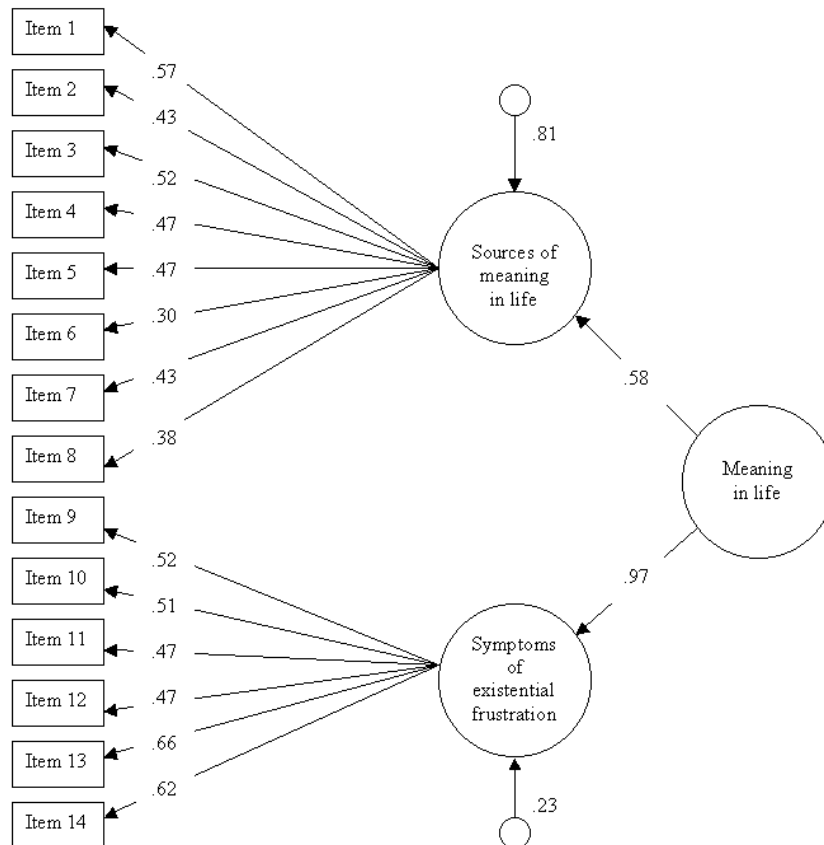 Item 1
.57
Item 2
.43
Item 3
.52
Item 4
.47
Item 5
.47
Item 6
.30
Item 7
.43
Item 8
.38
Item 9
.52
Item 10
.51
Item 11
.47
Item 12
.47
Item 13
.66
Item 14
.62
.81
Sources of
meaning
in life
.58
Meaning
in life
.97
Symptoms
of
existential
frustration
.23